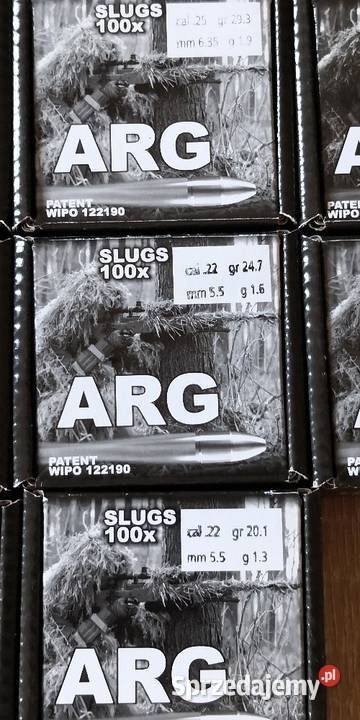 SLUGS
100x
cal .25 gr 29.3
mm 6.35 g 1.9
ARG
PATENT
WIPO 122190
SLUGS
100x
cal .22 gr 24.7
mm 5.5 g 1.6
ARG
PATENT
WIPO 122190
SLUGS
100x
cal .22 gr 20.1
mm 5.5 g 1.3
ARG
Sprzedajemy.pl